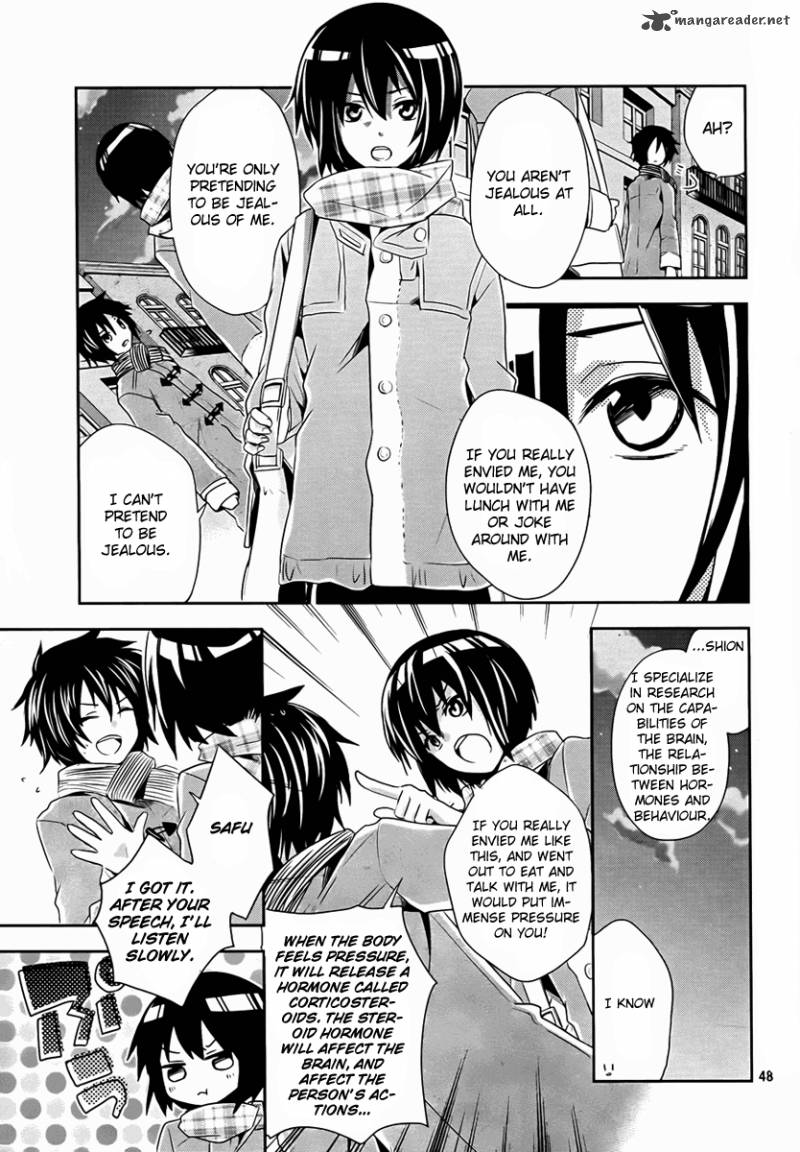 mangareader.net
AH?
YOU AREN'T
JEALOUS AT
ALL.
YOU'RE ONLY
PRETENDING
TO BE JEAL-
OUS OF ME.
IF YOU REALLY
ENVIED ME, YOU
WOULDN'T HAVE
LUNCH WITH ME
OR JOKE
AROUND WITH
ME.
I CAN'T
PRETEND
TO BE
JEALOUS.
...SHION
I SPECIALIZE
IN RESEARCH
ON THE CAPA-
BILITIES OF
THE BRAIN,
THE RELA-
TIONSHIP BE-
TWEEN HOR-
MONES AND
BEHAVIOUR.
I KNOW
IF YOU REALLY
ENVIED ME LIKE
THIS, AND WENT
OUT TO EAT AND
TALK WITH ME, IT
WOULD PUT IM-
MENSE PRESSURE
ON YOU!
WHEN THE BODY
FEELS PRESSURE,
IT WILL RELEASE A
HORMONE CALLED
CORTICOSTER-
OIDS. THE STER-
OID HORMONE
WILL AFFECT THE
BRAIN, AND
AFFECT THE
PERSON'S AC-
TIONS...
SAFU
I GOT IT.
AFTER YOUR
SPEECH, I'LL
LISTEN
SLOWLY.
48